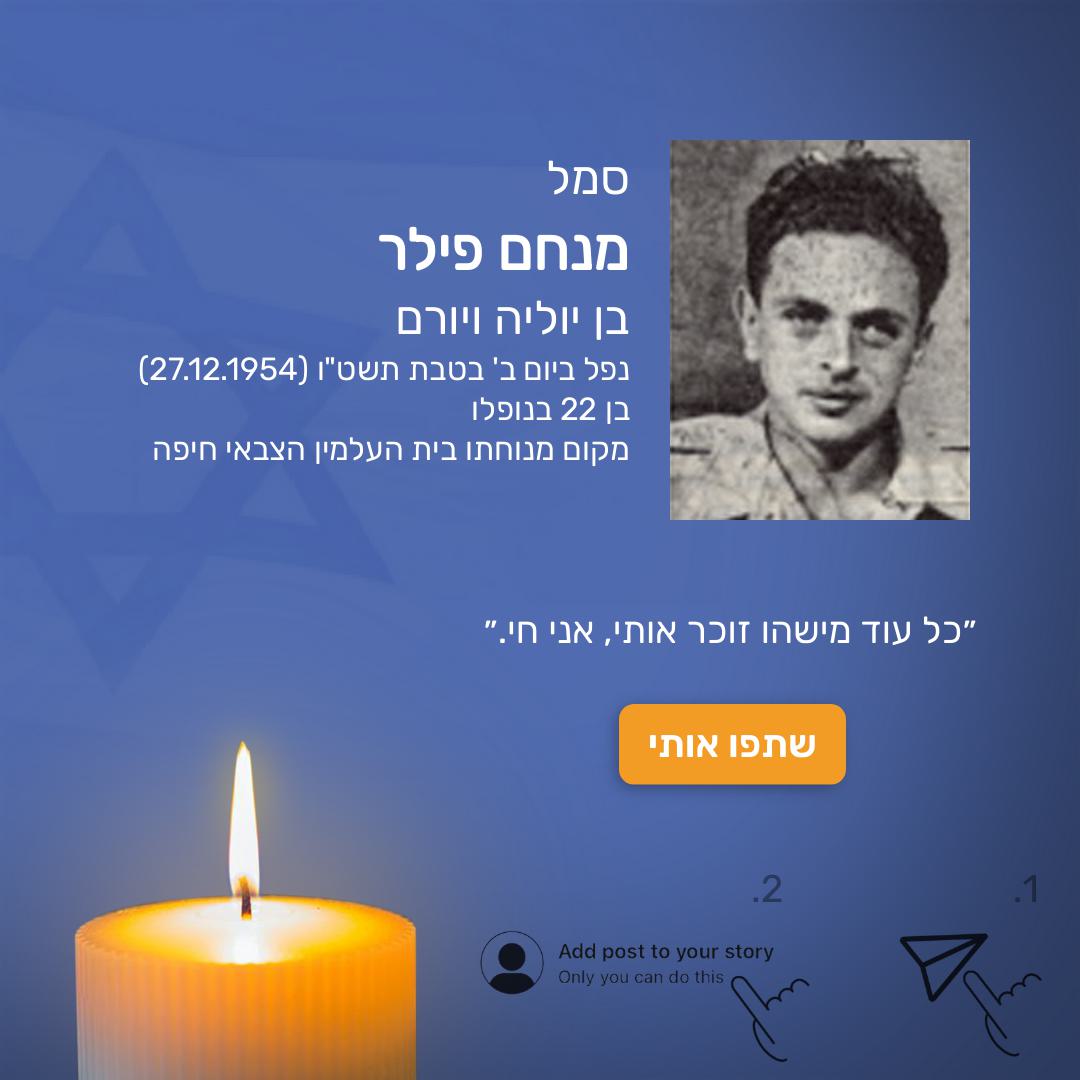 סמל
מנחם פילר
בן יוליה ויורם
נפל ביום ב' בטבת תשט"ו (27.12.1954)
בן 22 בנופלו
מקום מנוחתו בית העלמין הצבאי חיפה
״כל עוד מישהו זוכר אותי, אני חי.״
שתפו אותי
1.
2.
Add post to your story
Only you can do this